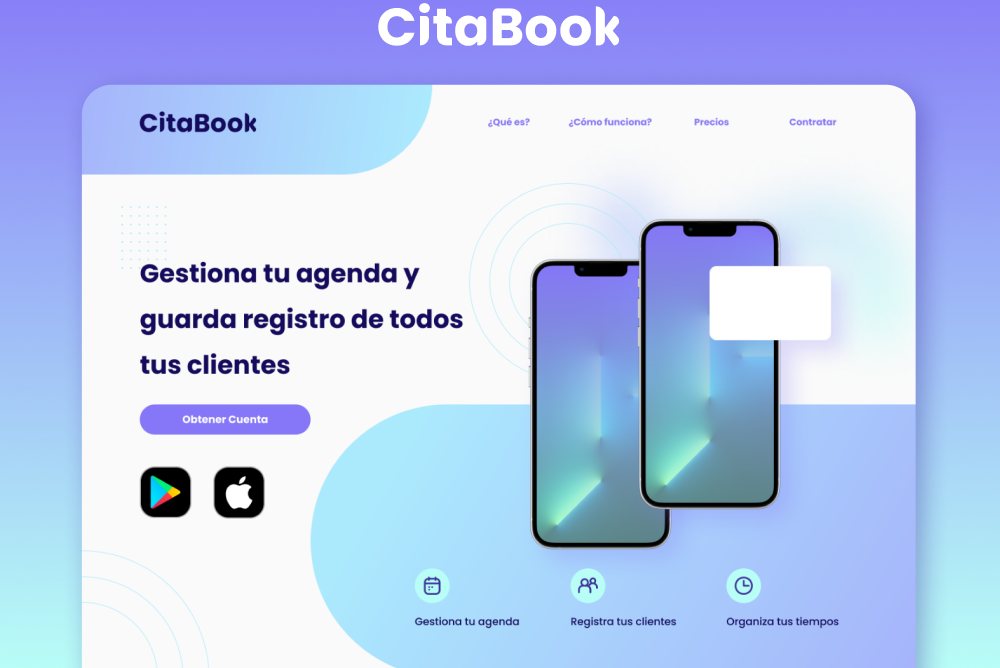 CitaBook
CitaBook
¿Qué es?
¿Cómo funciona?
Precios
Contratar
Gestiona tu agenda y
guarda registro de todos
tus clientes
Obtener Cuenta
Gestiona tu agenda
Registra tus clientes
Organiza tus tiempos